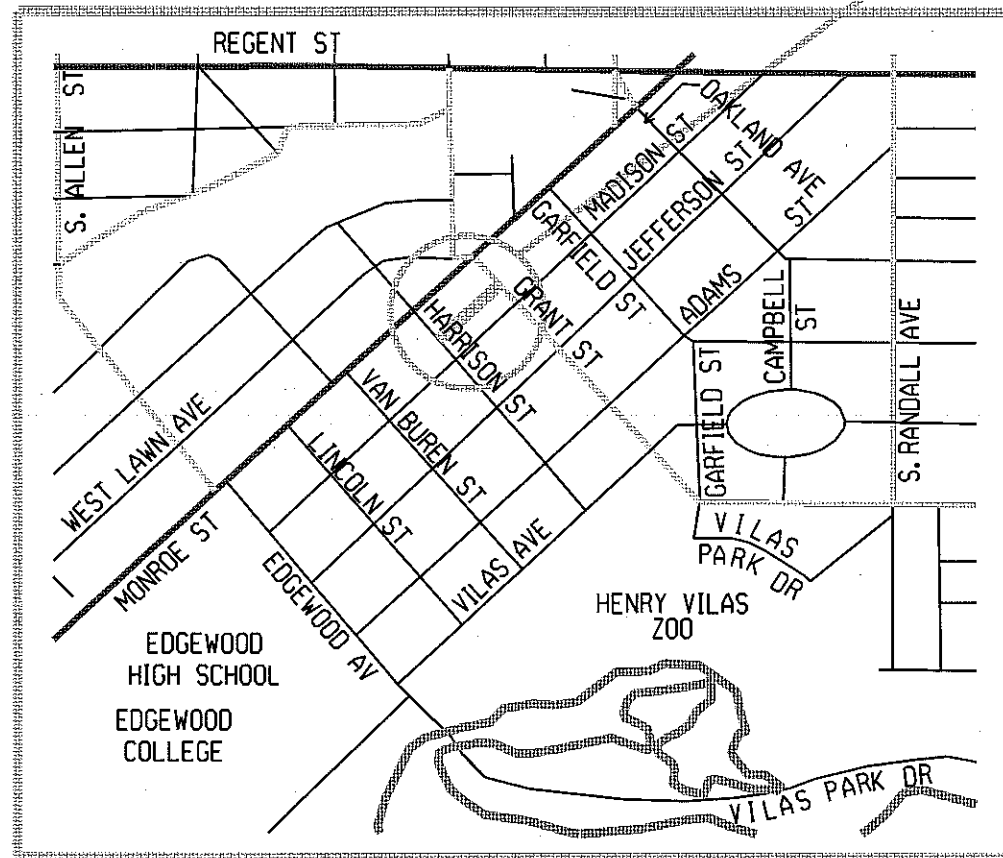 REGENT ST
S. ALLEN ST
OAKLAND AVE
MADISON ST
JEFFERSON ST
GARFIELD ST
ADAMS ST
GRANT ST
HARRISON ST
CAMPBELL ST
S. RANDALL AVE
VAN BUREN ST
GARFIELD ST
WEST LAWN AVE
LINCOLN ST
MONROE ST
VILAS AVE
EDGEWOOD AV
VILAS
PARK DR
HENRY VILAS
ZOO
EDGEWOOD
HIGH SCHOOL
EDGEWOOD
COLLEGE
VILAS PARK DR